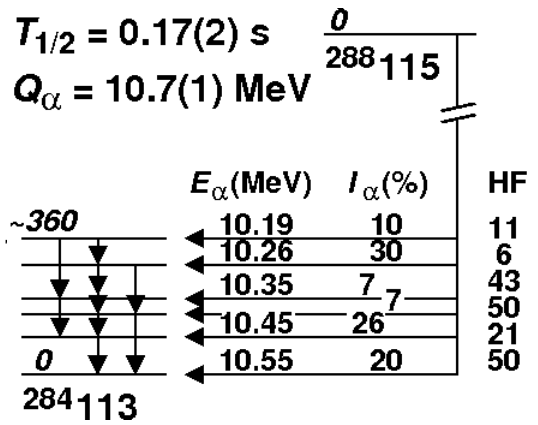 T1/2 = 0.17(2) s
0
288115
Qα = 10.7(1) MeV
Eα(MeV) Iα(%) HF
~360 10.19 10 11
10.26 30 6
10.35 7 43
7 50
10.45 26 21
0 10.55 20 50
284113